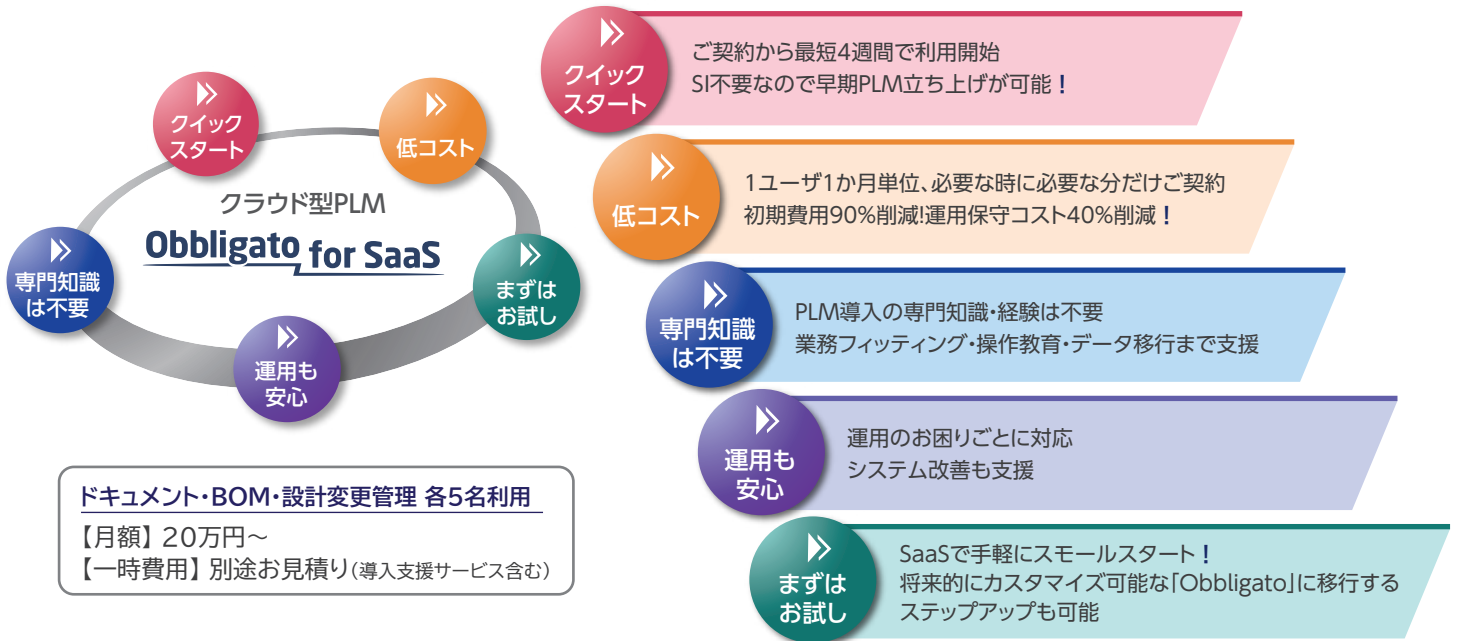 クイック
スタート
低コスト
クラウド型PLM
Obbligato for SaaS
専門知識
は不要
まずは
お試し
運用も
安心
ドキュメント・BOM・設計変更管理 各5名利用
【月額】 20万円～
【一時費用】 別途お見積り(導入支援サービス含む)
クイック
スタート
ご契約から最短4週間で利用開始
SI不要なので早期PLM立ち上げが可能！
低コスト
1ユーザ1か月単位、必要な時に必要な分だけご契約
初期費用90%削減!運用保守コスト40%削減！
専門知識
は不要
PLM導入の専門知識・経験は不要
業務フィッティング・操作教育・データ移行まで支援
運用も
安心
運用のお困りごとに対応
システム改善も支援
まずは
お試し
SaaSで手軽にスモールスタート！
将来的にカスタマイズ可能な「Obbligato」に移行する
ステップアップも可能